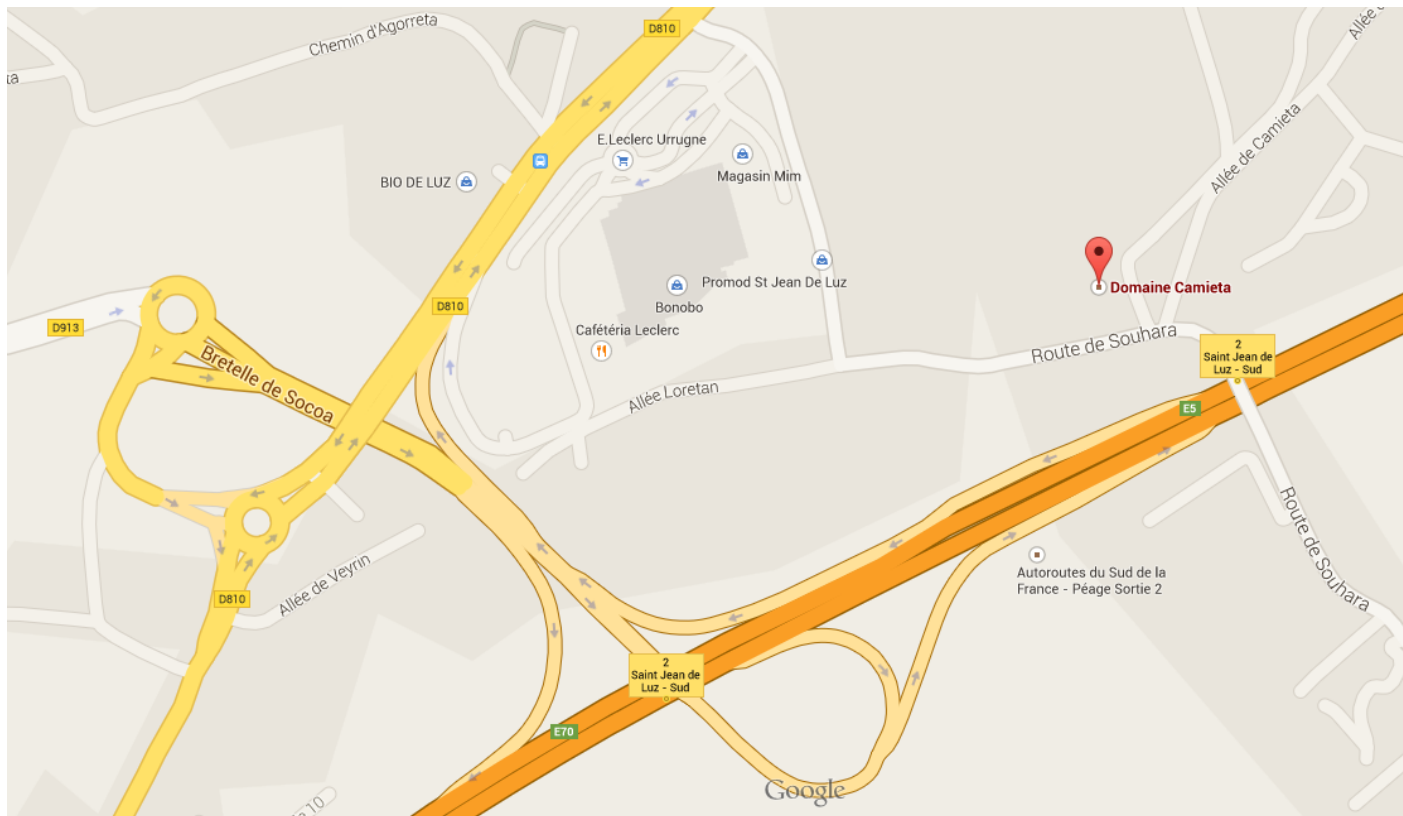 Chemin d'Agorreta
D810
Allée d
ta
E.Leclerc Urrugne
Allée de Camieta
Magasin Mim
BIO DE LUZ
Promod St Jean De Luz
Domaine Camieta
Bonobo
D810
D913
Cafétéria Leclerc
Route de Souhara
2
Saint Jean de
Luz - Sud
Bretelle de Socoa
Allée Loretan
E5
Route de Souhara
Autoroutes du Sud de la
France - Péage Sortie 2
Allée de Veyrin
D810
2
Saint Jean de
Luz - Sud
E70
Google
10